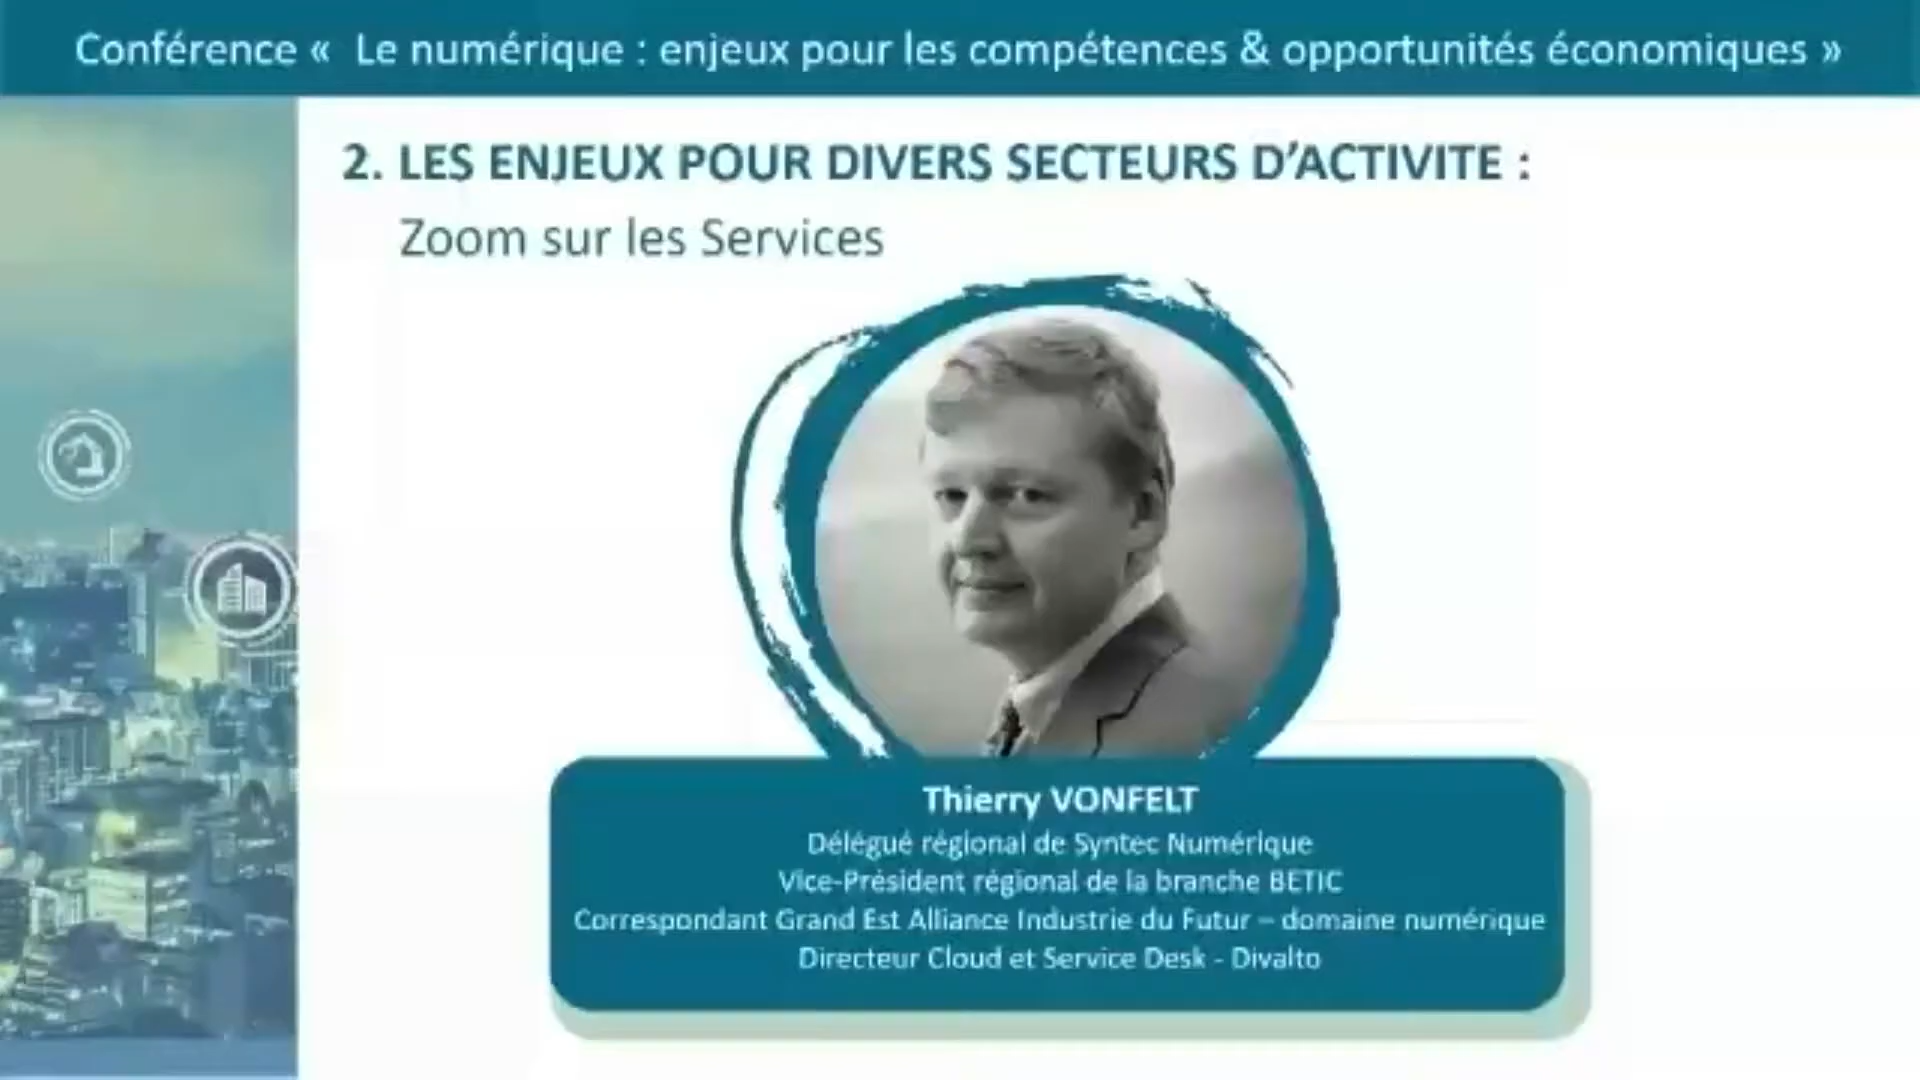 Conférence « Le numérique : enjeux pour les compétences & opportunités économiques »
2. LES ENJEUX POUR DIVERS SECTEURS D'ACTIVITE :
Zoom sur les Services
Thierry VONFELT
Délégué régional de Syntec Numérique
Vice-Président régional de la branche BETIC
Correspondant Grand Est Alliance Industrie du Futur – domaine numérique
Directeur Cloud et Service Desk - Divalto